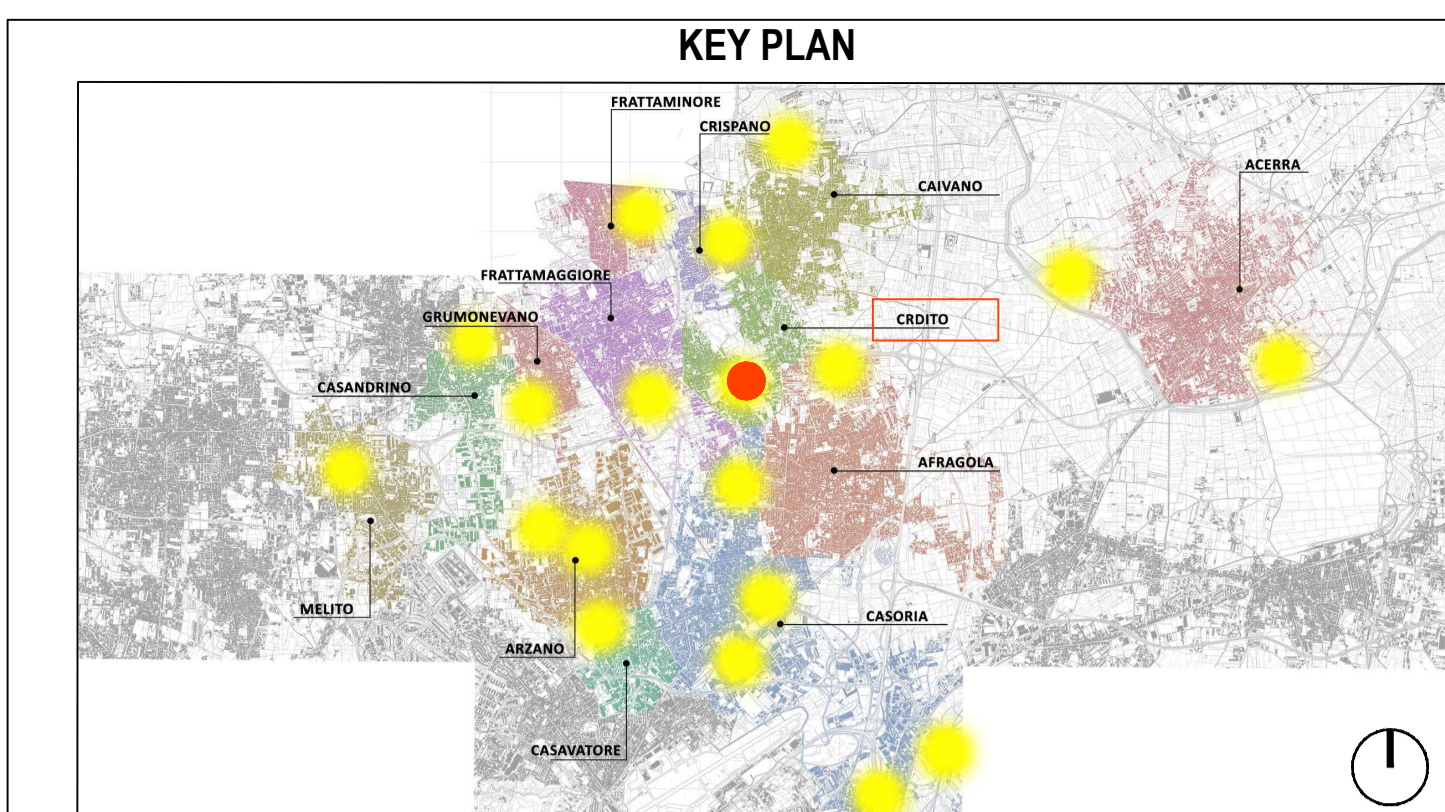 KEY PLAN
FRATTAMINORE
CRISPANO
ACERRA
CAIVANO
FRATTAMAGGIORE
GRUMONEVANO
CRDITO
CASANDRINO
AFRAGOLA
MELITO
CASORIA
ARZANO
CASAVATORE